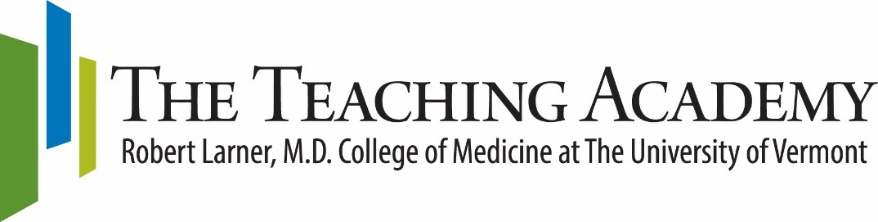 THE TEACHING ACADEMY
Robert Larner, M.D. College of Medicine at The University of Vermont